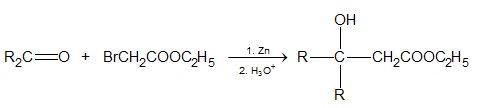 OH
R₂C=O + BrCH₂COOC₂H₅ 1. Zn 2. H₃O⁺ R—C—CH₂COOC₂H₅
R